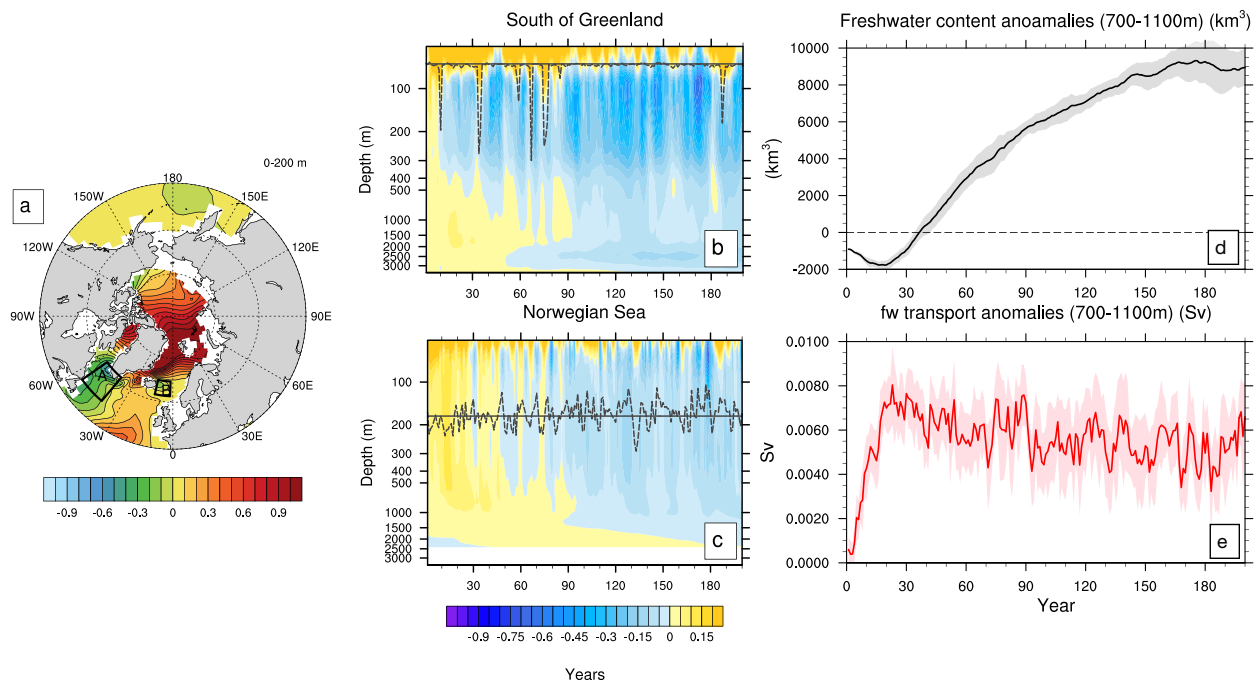 a
0-200 m
180
150W
150E
120W
120E
90W
90E
60W
60E
30W
30E
0
A
B
-0.9 -0.6 -0.3 0 0.3 0.6 0.9
South of Greenland
Depth (m)
100
200
300
400
500
1000
1500
2000
2500
3000
b
30 60 90 120 150 180
Norwegian Sea
Depth (m)
100
200
300
400
500
1000
1500
2000
2500
3000
c
30 60 90 120 150 180
-0.9 -0.75 -0.6 -0.45 -0.3 -0.15 0 0.15
Years
Freshwater content anoamalies (700-1100m) (km³)
(km³)
10000
8000
6000
4000
2000
0
-2000
d
0 30 60 90 120 150 180
fw transport anomalies (700-1100m) (Sv)
Sv
0.0100
0.0080
0.0060
0.0040
0.0020
0.0000
e
0 30 60 90 120 150 180
Year